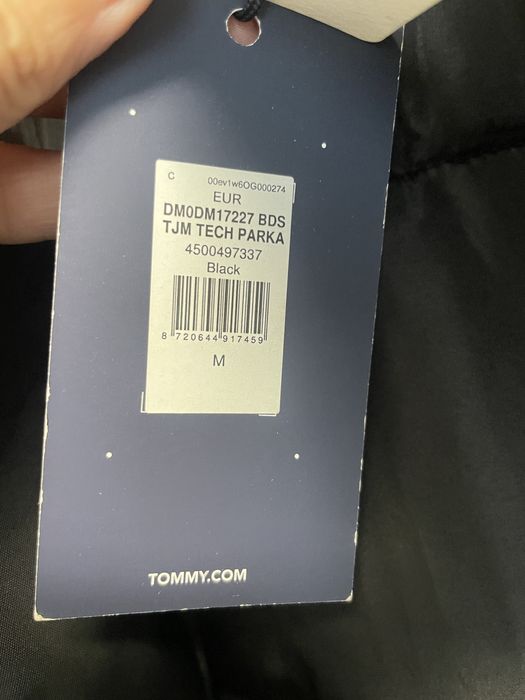 C 00ev1w6OG000274
EUR
DM0DM17227 BDS
TJM TECH PARKA
4500497337
Black
8 720644 917459
M
TOMMY.COM